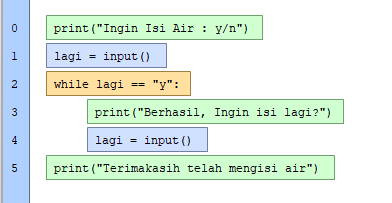 0 print("Ingin Isi Air : y/n")
1 lagi = input()
2 while lagi == "y":
3 print("Berhasil, Ingin isi lagi?")
4 lagi = input()
5 print("Terimakasih telah mengisi air")